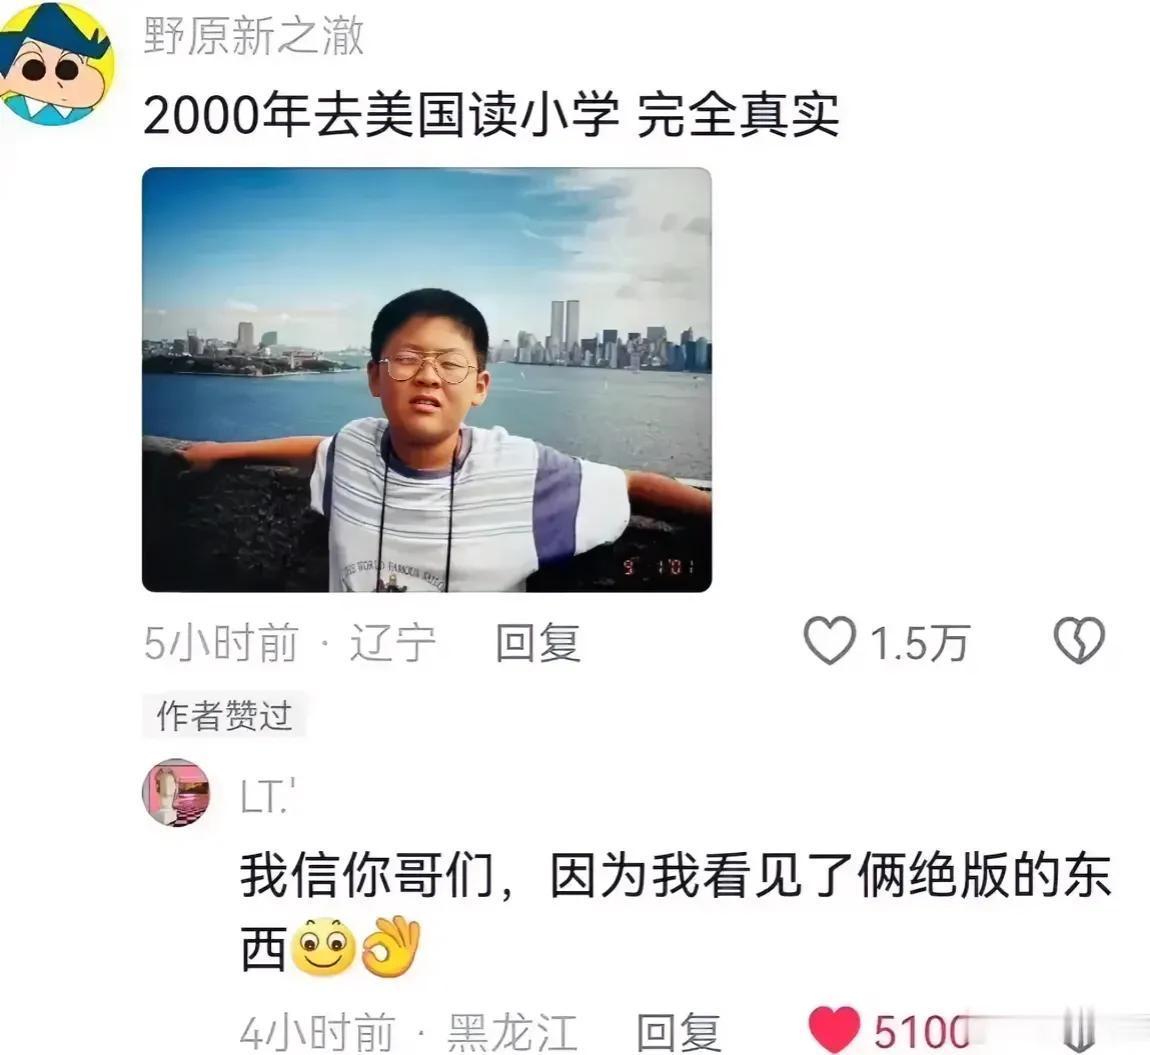 野原新之澈
2000年去美国读小学 完全真实
THE WORLD FAMOUS
9 1'01
5小时前 · 辽宁 回复 1.5万
作者赞过
LT.'
我信你哥们，因为我看见了俩绝版的东
西
4小时前 · 黑龙江 回复 5100